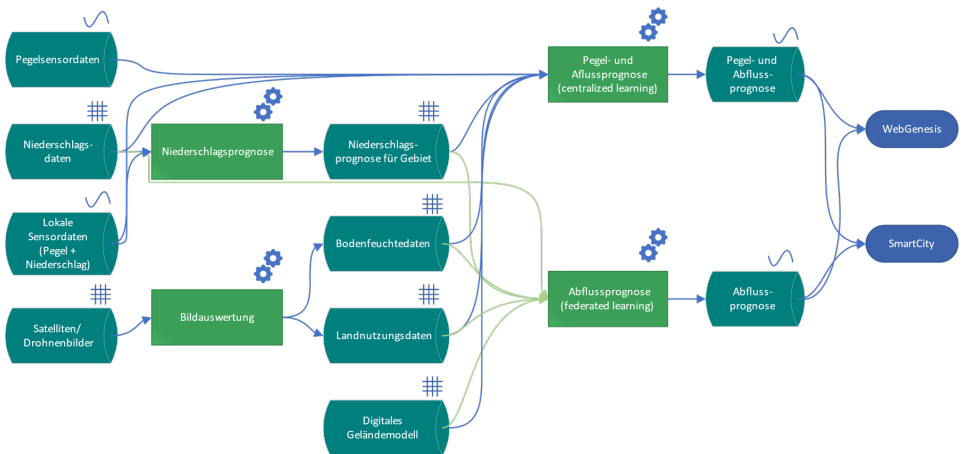 Pegelsensordaten
Pegel- und
Aflussprognose
(centralized learning)
Pegel- und
Abfluss-
prognose
Niederschlags-
daten
Niederschlagsprognose
Niederschlags-
prognose für Gebiet
WebGenesis
Lokale
Sensordaten
(Pegel +
Niederschlag)
Bodenfeuchtedaten
SmartCity
Satelliten/
Drohnenbilder
Bildauswertung
Landnutzungsdaten
Abflussprognose
(federated learning)
Abfluss-
prognose
Digitales
Geländemodell